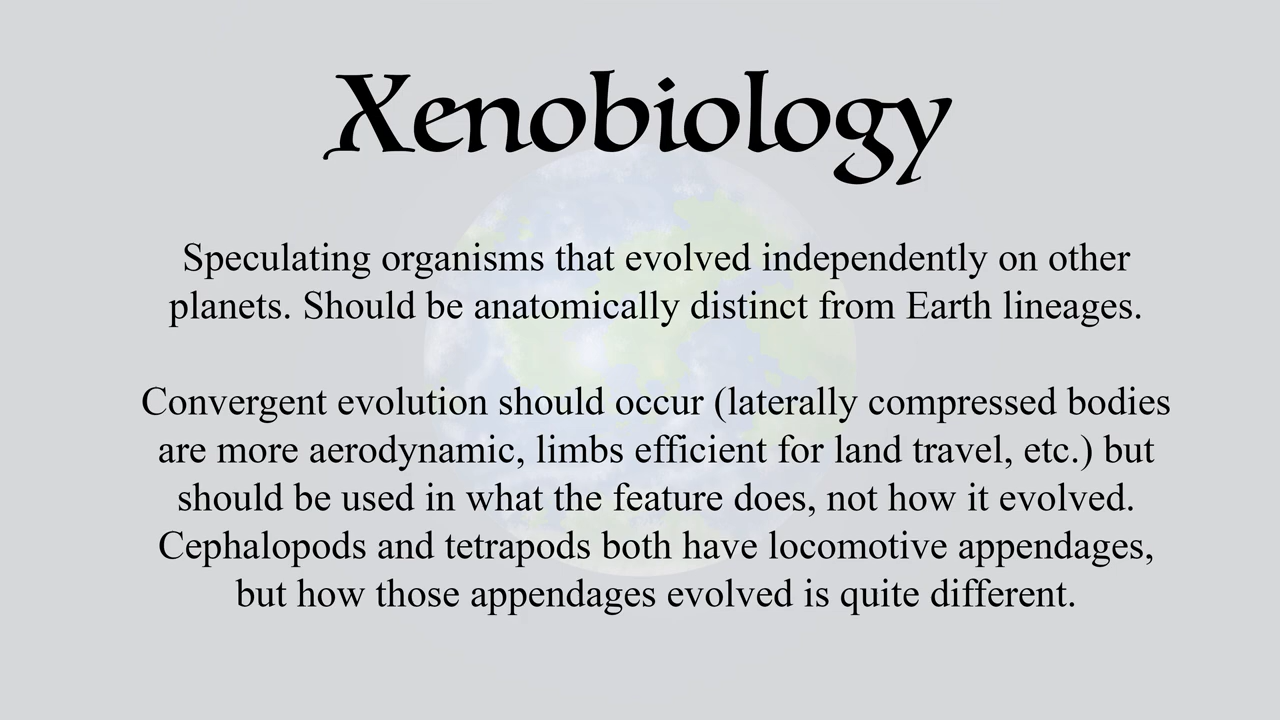 Xenobiology
Speculating organisms that evolved independently on other
planets. Should be anatomically distinct from Earth lineages.
Convergent evolution should occur (laterally compressed bodies
are more aerodynamic, limbs efficient for land travel, etc.) but
should be used in what the feature does, not how it evolved.
Cephalopods and tetrapods both have locomotive appendages,
but how those appendages evolved is quite different.